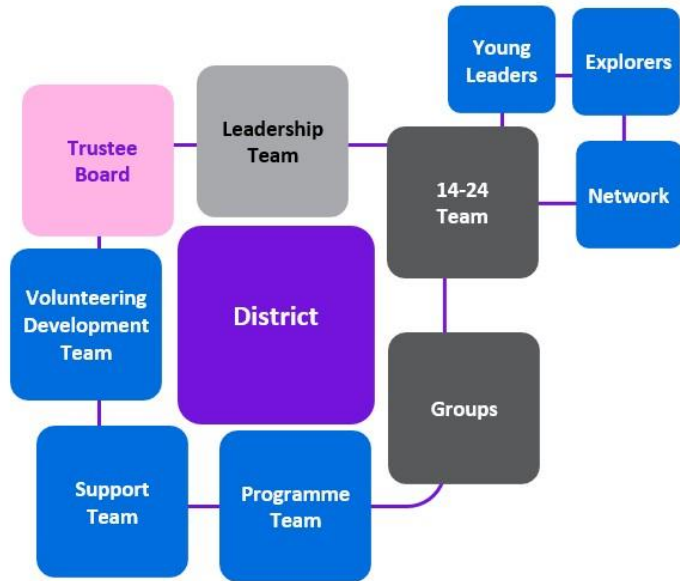 Young
Leaders
Explorers
Trustee
Board
Leadership
Team
14-24
Team
Network
Volunteering
Development
Team
District
Groups
Support
Team
Programme
Team